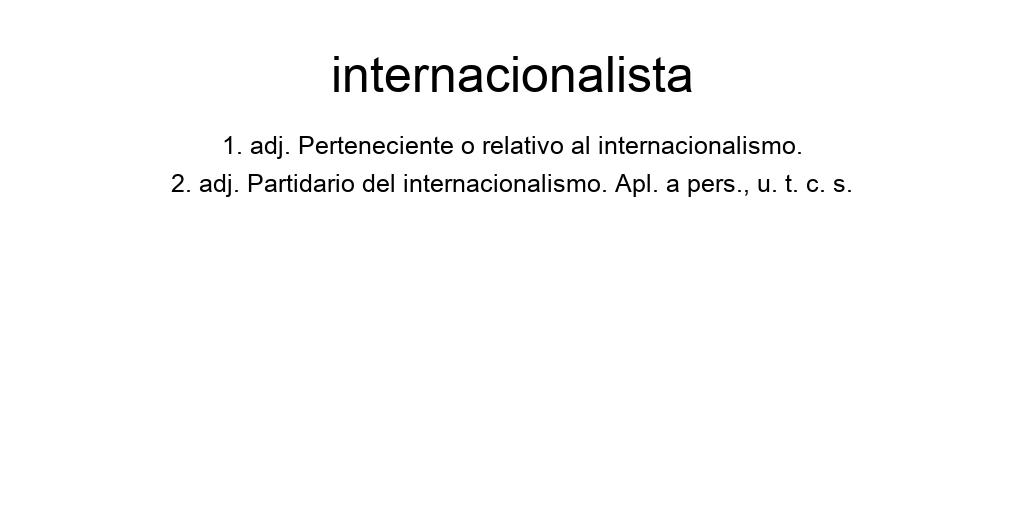 internacionalista
1. adj. Perteneciente o relativo al internacionalismo.
2. adj. Partidario del internacionalismo. Apl. a pers., u. t. c. s.